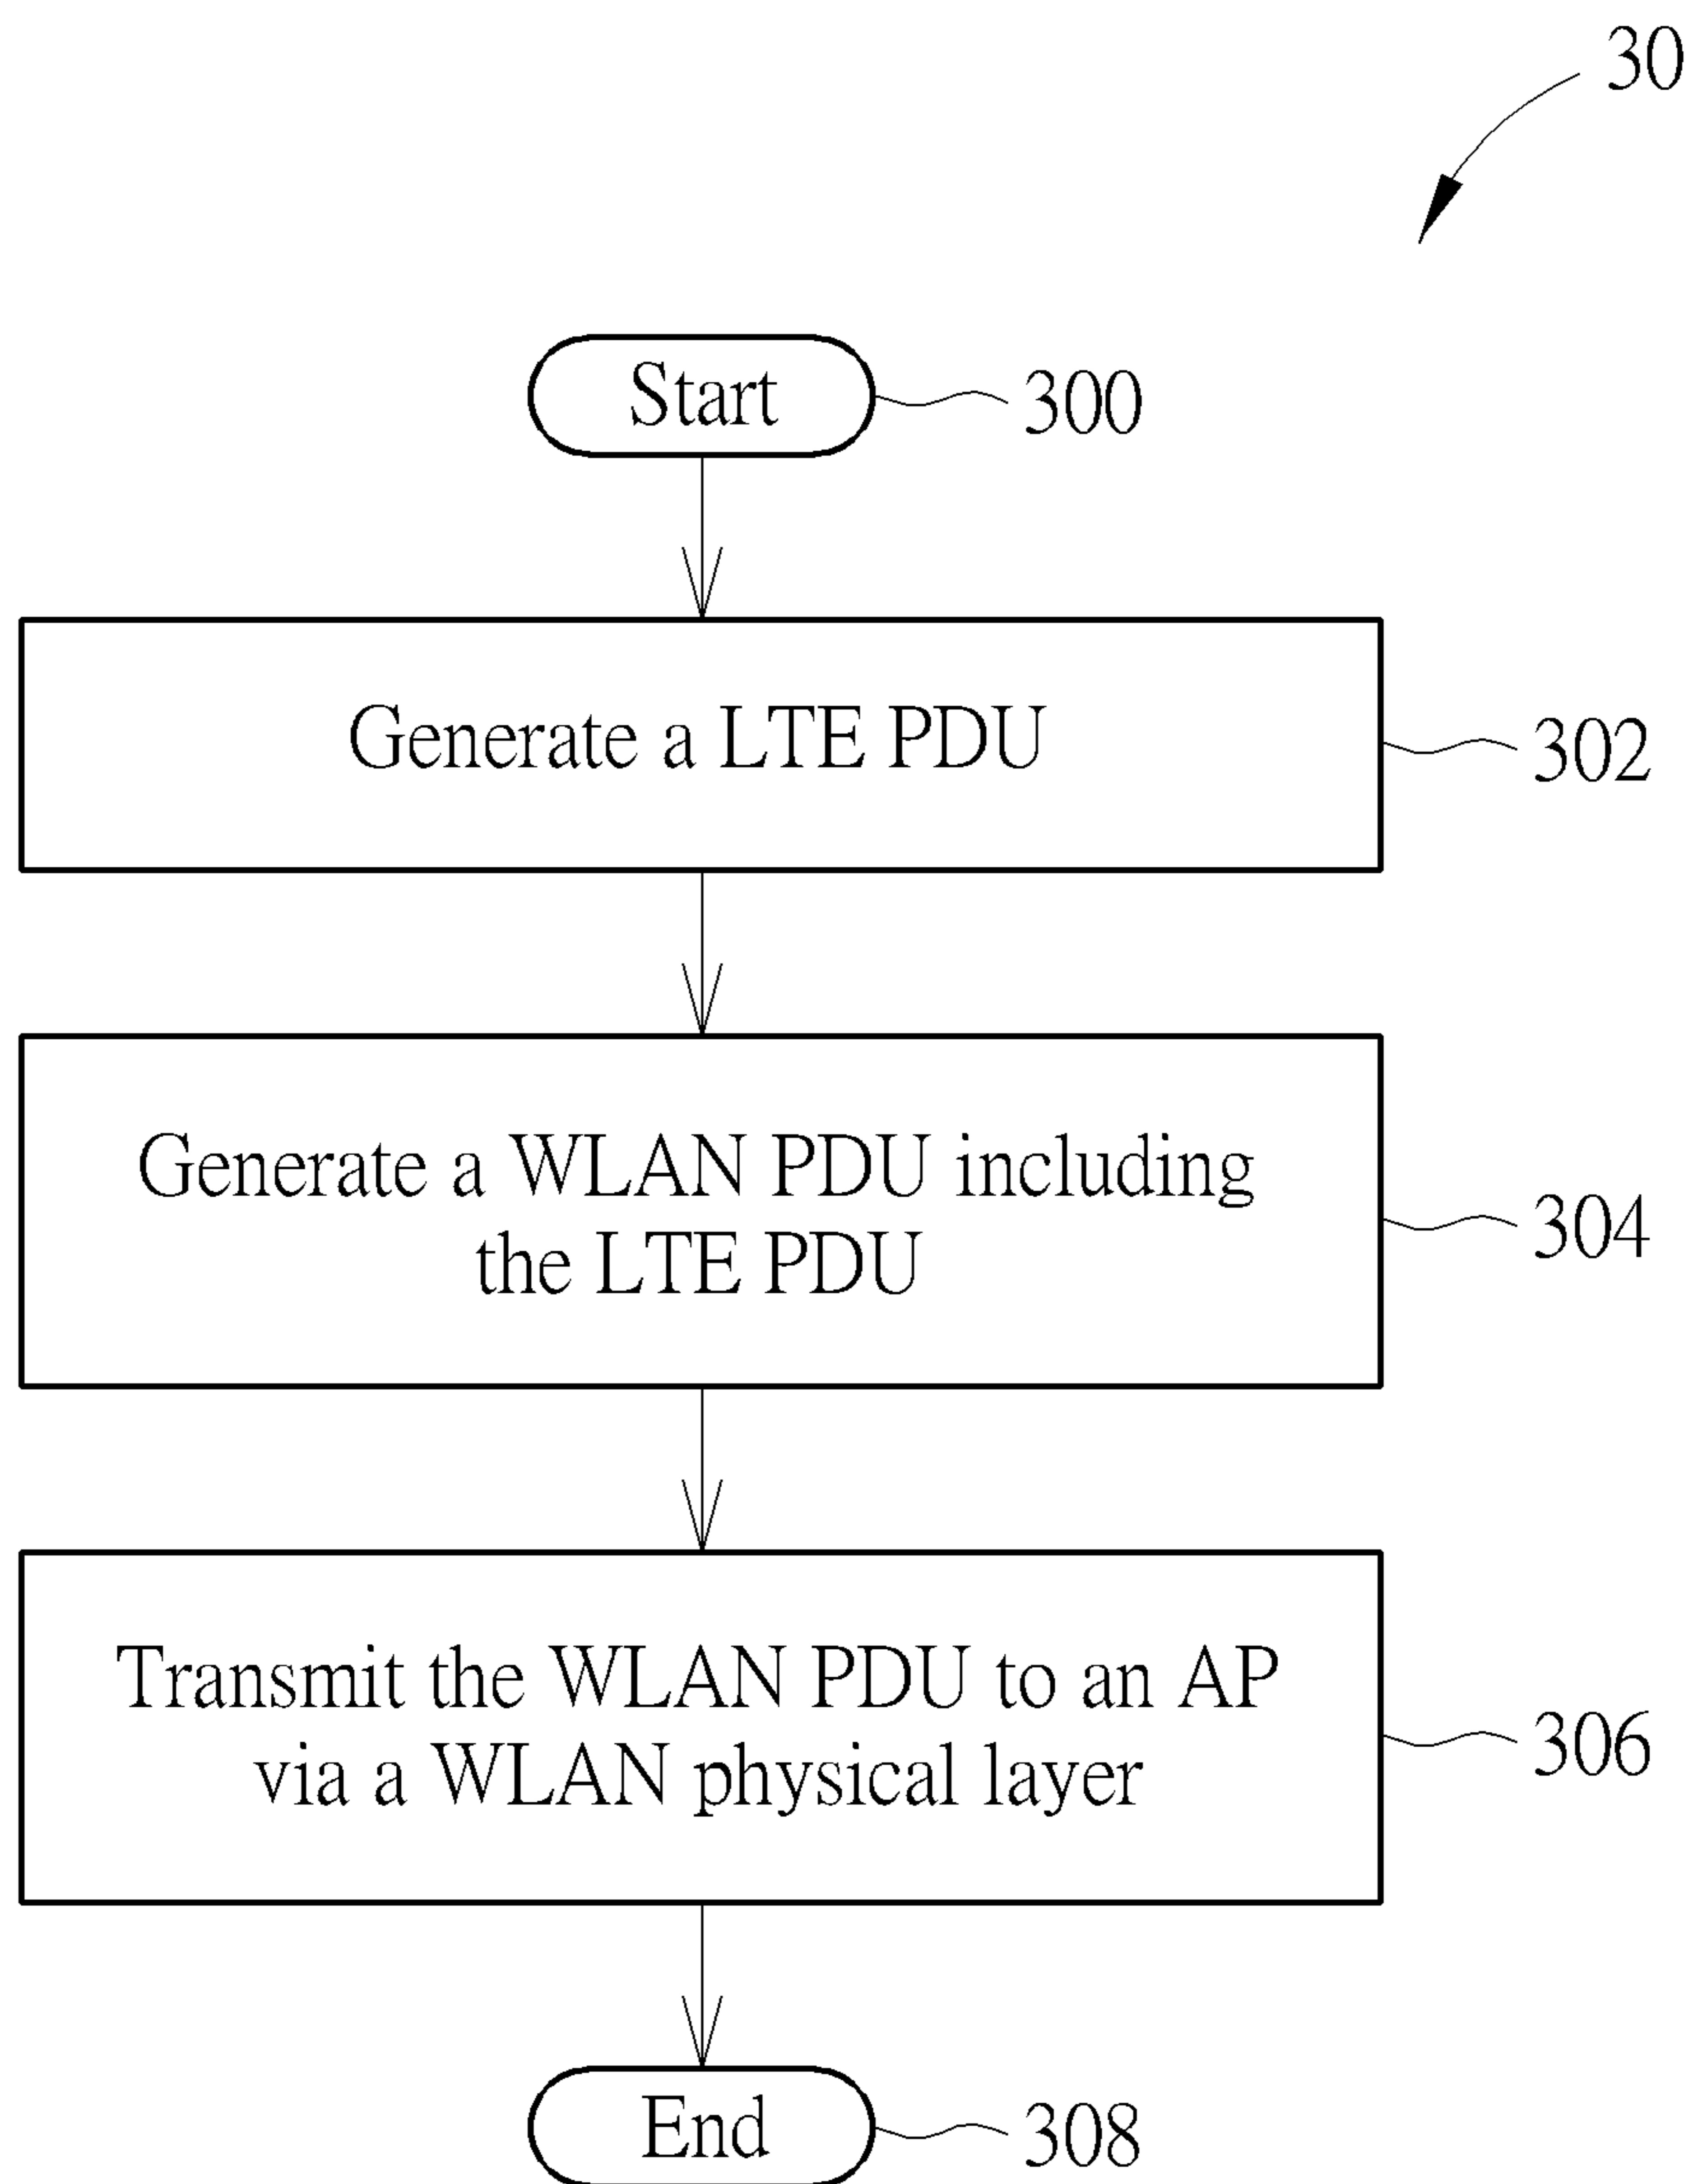 30
Start
300
Generate a LTE PDU
302
Generate a WLAN PDU including
the LTE PDU
304
Transmit the WLAN PDU to an AP
via a WLAN physical layer
306
End
308